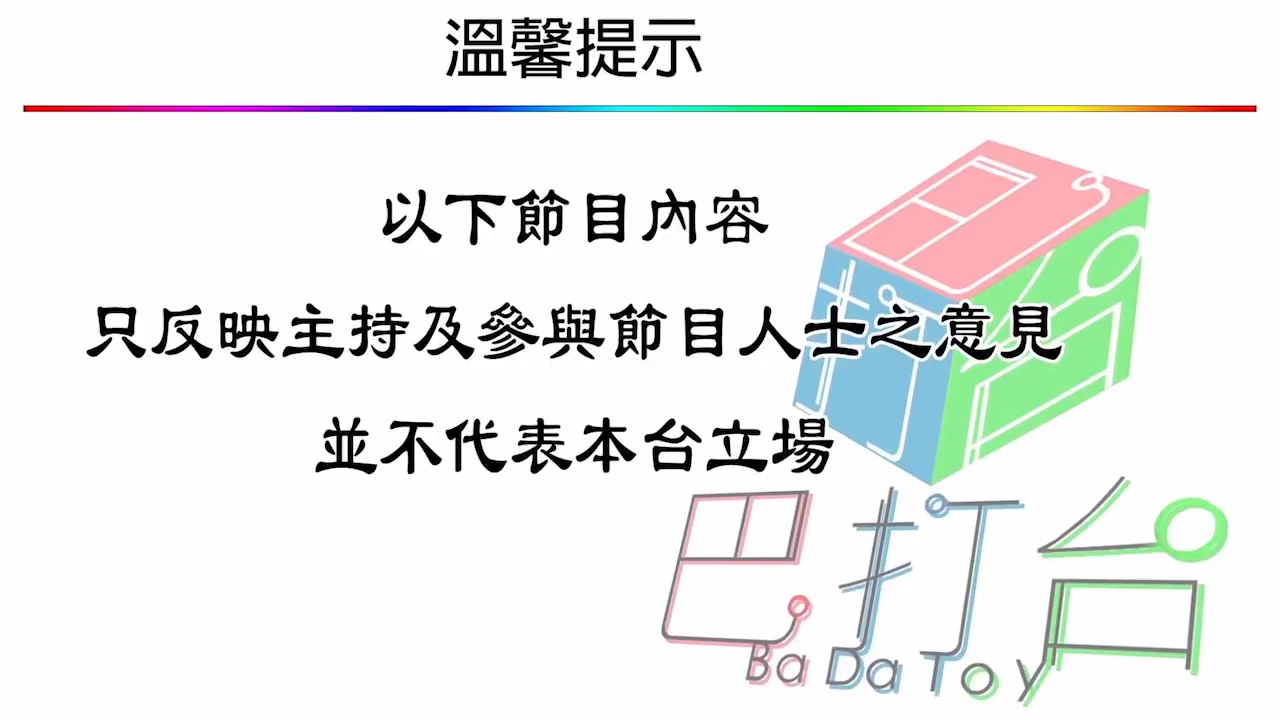 溫馨提示
以下節目內容
只反映主持及參與節目人士之意見
並不代表本台立場
巴打台
BaDaToy